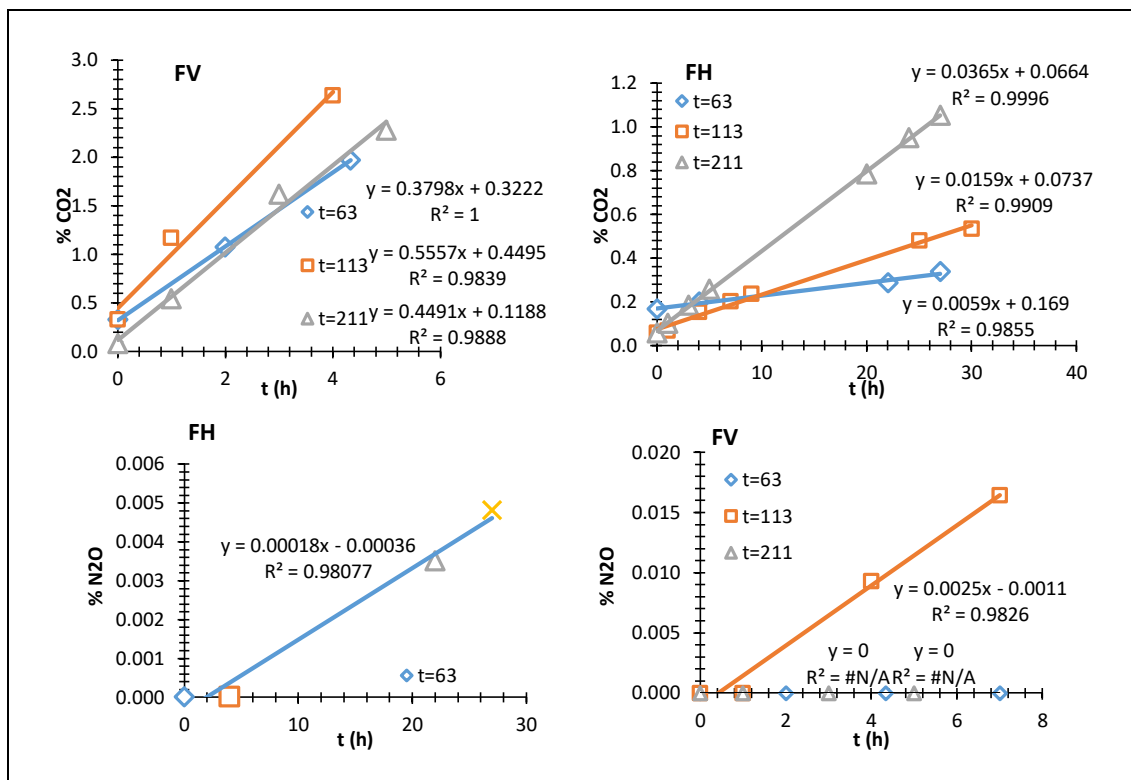 FV
3.0
2.5
2.0
1.5
1.0
0.5
0.0
% CO2
y = 0.3798x + 0.3222
R² = 1
t=63
y = 0.5557x + 0.4495
R² = 0.9839
t=113
y = 0.4491x + 0.1188
R² = 0.9888
t=211
0 2 4 6
t (h)
FH
1.2
1.0
0.8
0.6
0.4
0.2
0.0
% CO2
t=63
t=113
t=211
y = 0.0365x + 0.0664
R² = 0.9996
y = 0.0159x + 0.0737
R² = 0.9909
y = 0.0059x + 0.169
R² = 0.9855
0 10 20 30 40
t (h)
FH
0.006
0.005
0.004
0.003
0.002
0.001
0.000
% N2O
y = 0.00018x - 0.00036
R² = 0.98077
t=63
0 10 20 30
t (h)
FV
0.020
0.015
0.010
0.005
0.000
% N2O
t=63
t=113
t=211
y = 0.0025x - 0.0011
R² = 0.9826
y = 0 y = 0
R² = #N/A R² = #N/A
0 2 4 6 8
t (h)